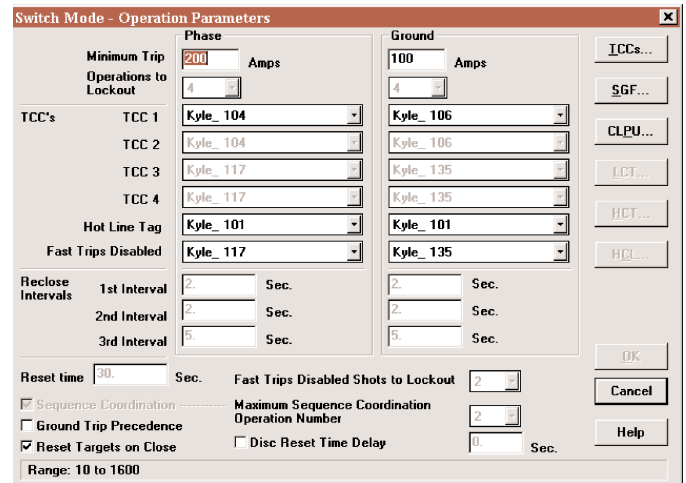 Switch Mode - Operation Parameters
Phase Ground
Minimum Trip 200 Amps 100 Amps
Operations to Lockout 4 4
TCC's TCC 1 Kyle_ 104 Kyle_ 106
TCC 2 Kyle_ 104 Kyle_ 106
TCC 3 Kyle_ 117 Kyle_ 135
TCC 4 Kyle_ 117 Kyle_ 135
Hot Line Tag Kyle_ 101 Kyle_ 101
Fast Trips Disabled Kyle_ 117 Kyle_ 135
Reclose Intervals
1st Interval 2. Sec. 2. Sec.
2nd Interval 2. Sec. 2. Sec.
3rd Interval 5. Sec. 5. Sec.
Reset time 30. Sec. Fast Trips Disabled Shots to Lockout 2
Sequence Coordination Maximum Sequence Coordination Operation Number 2
Ground Trip Precedence
Reset Targets on Close Disc Reset Time Delay 0. Sec.
Range: 10 to 1600
TCCs...
SGF...
CLPU...
LCT...
HCT...
HCL...
OK
Cancel
Help